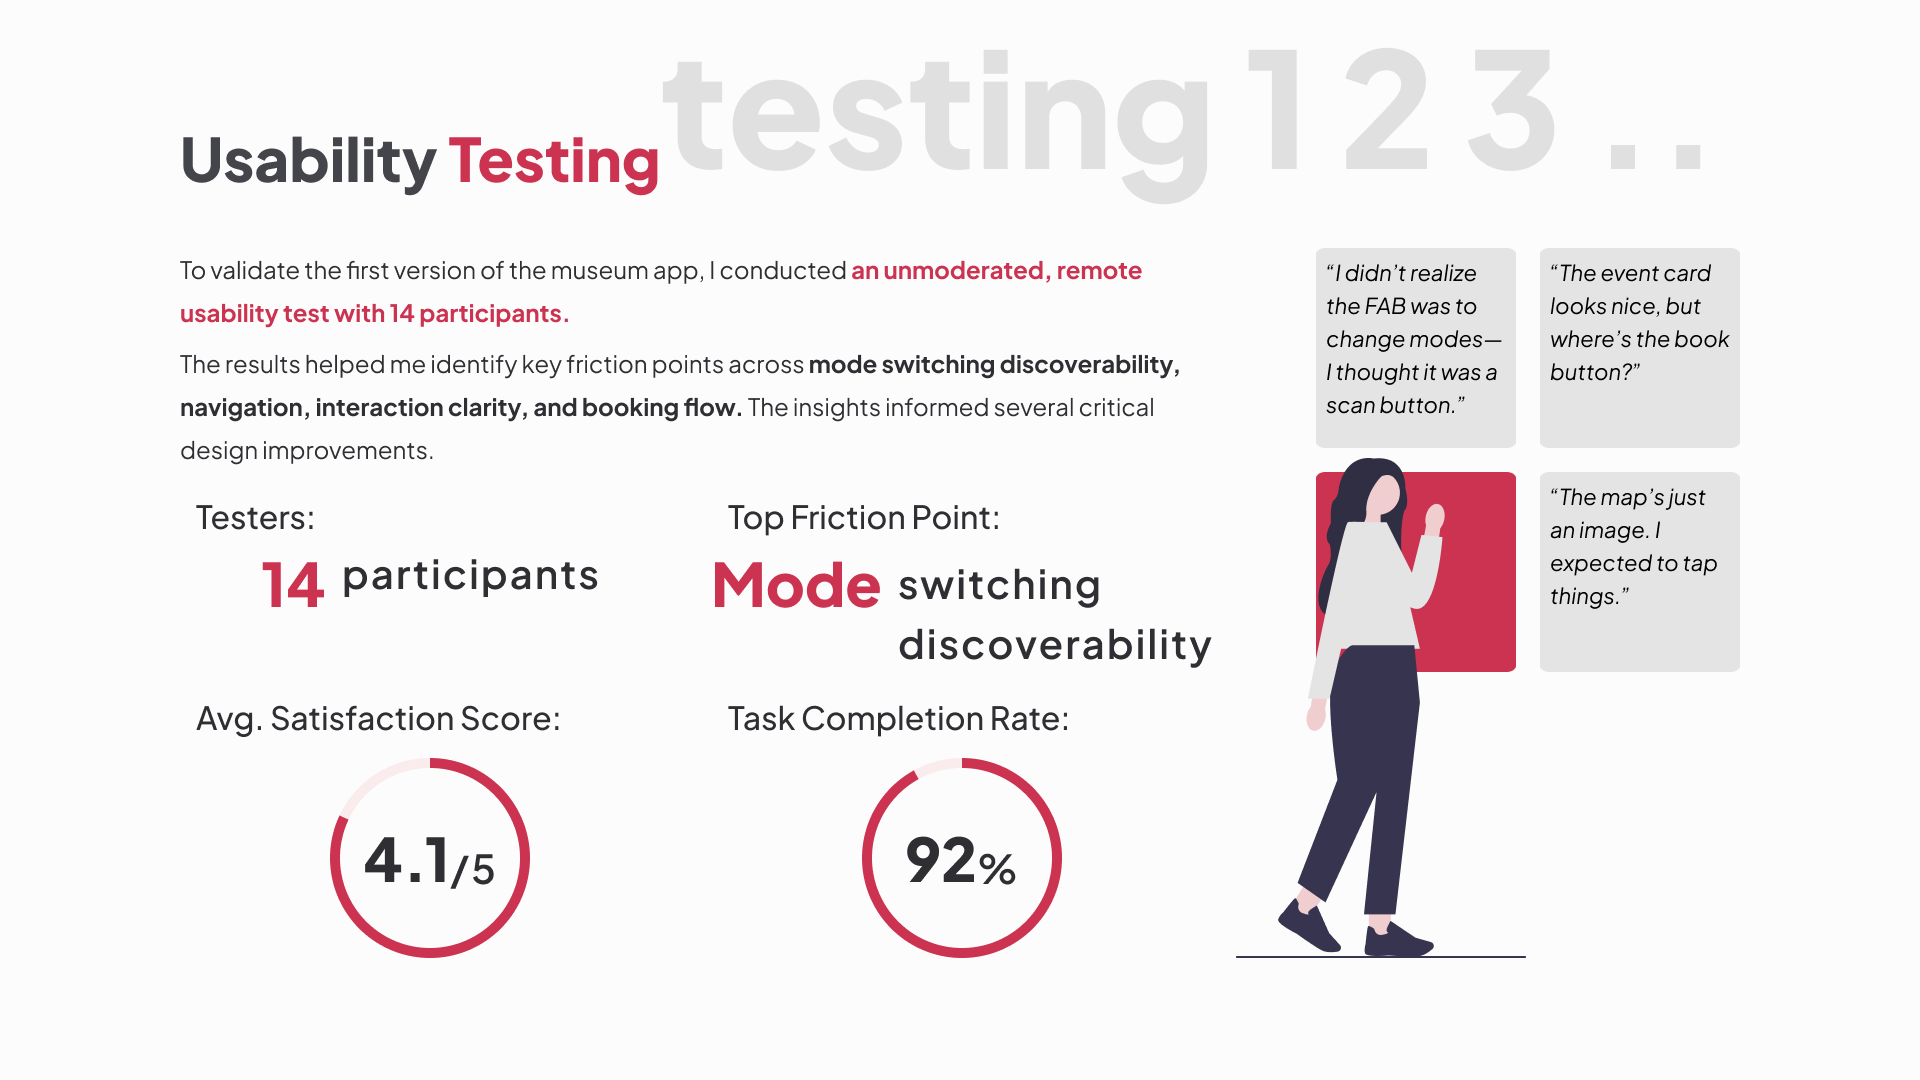 testing 1 2 3 . .
Usability Testing
To validate the first version of the museum app, I conducted an unmoderated, remote
usability test with 14 participants.
The results helped me identify key friction points across mode switching discoverability,
navigation, interaction clarity, and booking flow. The insights informed several critical
design improvements.
Testers:
14 participants
Top Friction Point:
Mode switching
discoverability
Avg. Satisfaction Score:
4.1/5
Task Completion Rate:
92%
“I didn’t realize
the FAB was to
change modes—
I thought it was a
scan button.”
“The event card
looks nice, but
where’s the book
button?”
“The map’s just
an image. I
expected to tap
things.”